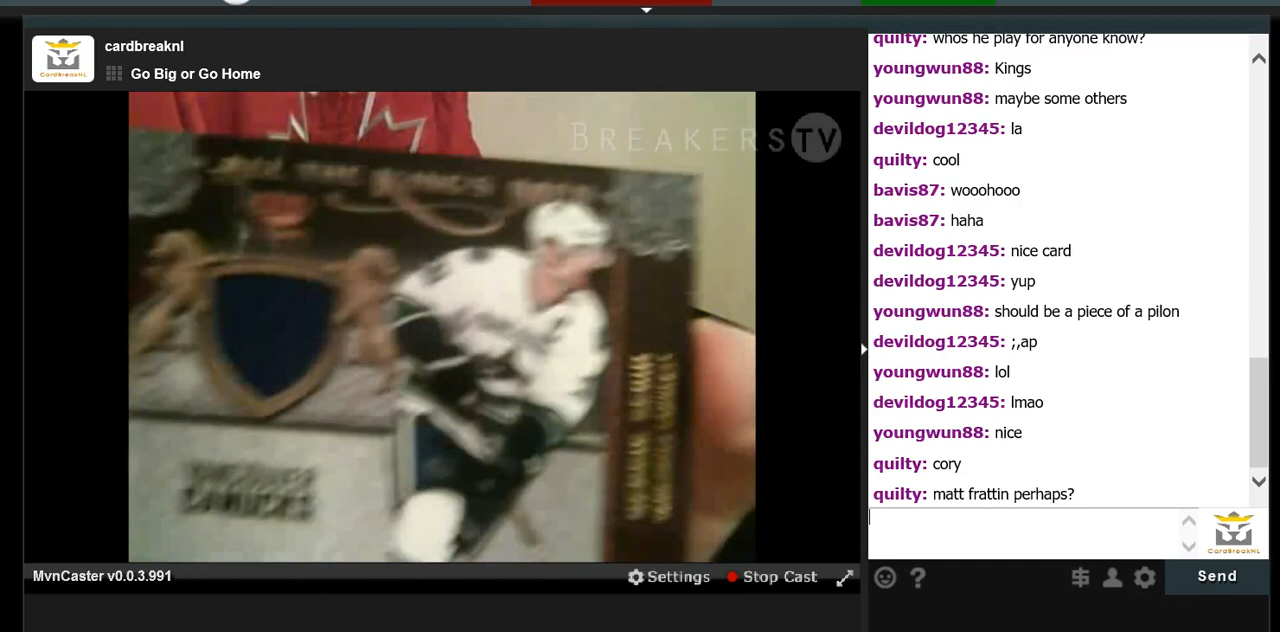 cardbreaknl
Go Big or Go Home
BREAKERS TV
CANUCKS
MvnCaster v0.0.3.991
Settings
Stop Cast
quilty: whos he play for anyone know?
youngwun88: Kings
youngwun88: maybe some others
devildog12345: la
quilty: cool
bavis87: wooohooo
bavis87: haha
devildog12345: nice card
devildog12345: yup
youngwun88: should be a piece of a pilon
devildog12345: ;,ap
youngwun88: lol
devildog12345: lmao
youngwun88: nice
quilty: cory
quilty: matt frattin perhaps?
CardBreakNL
Send